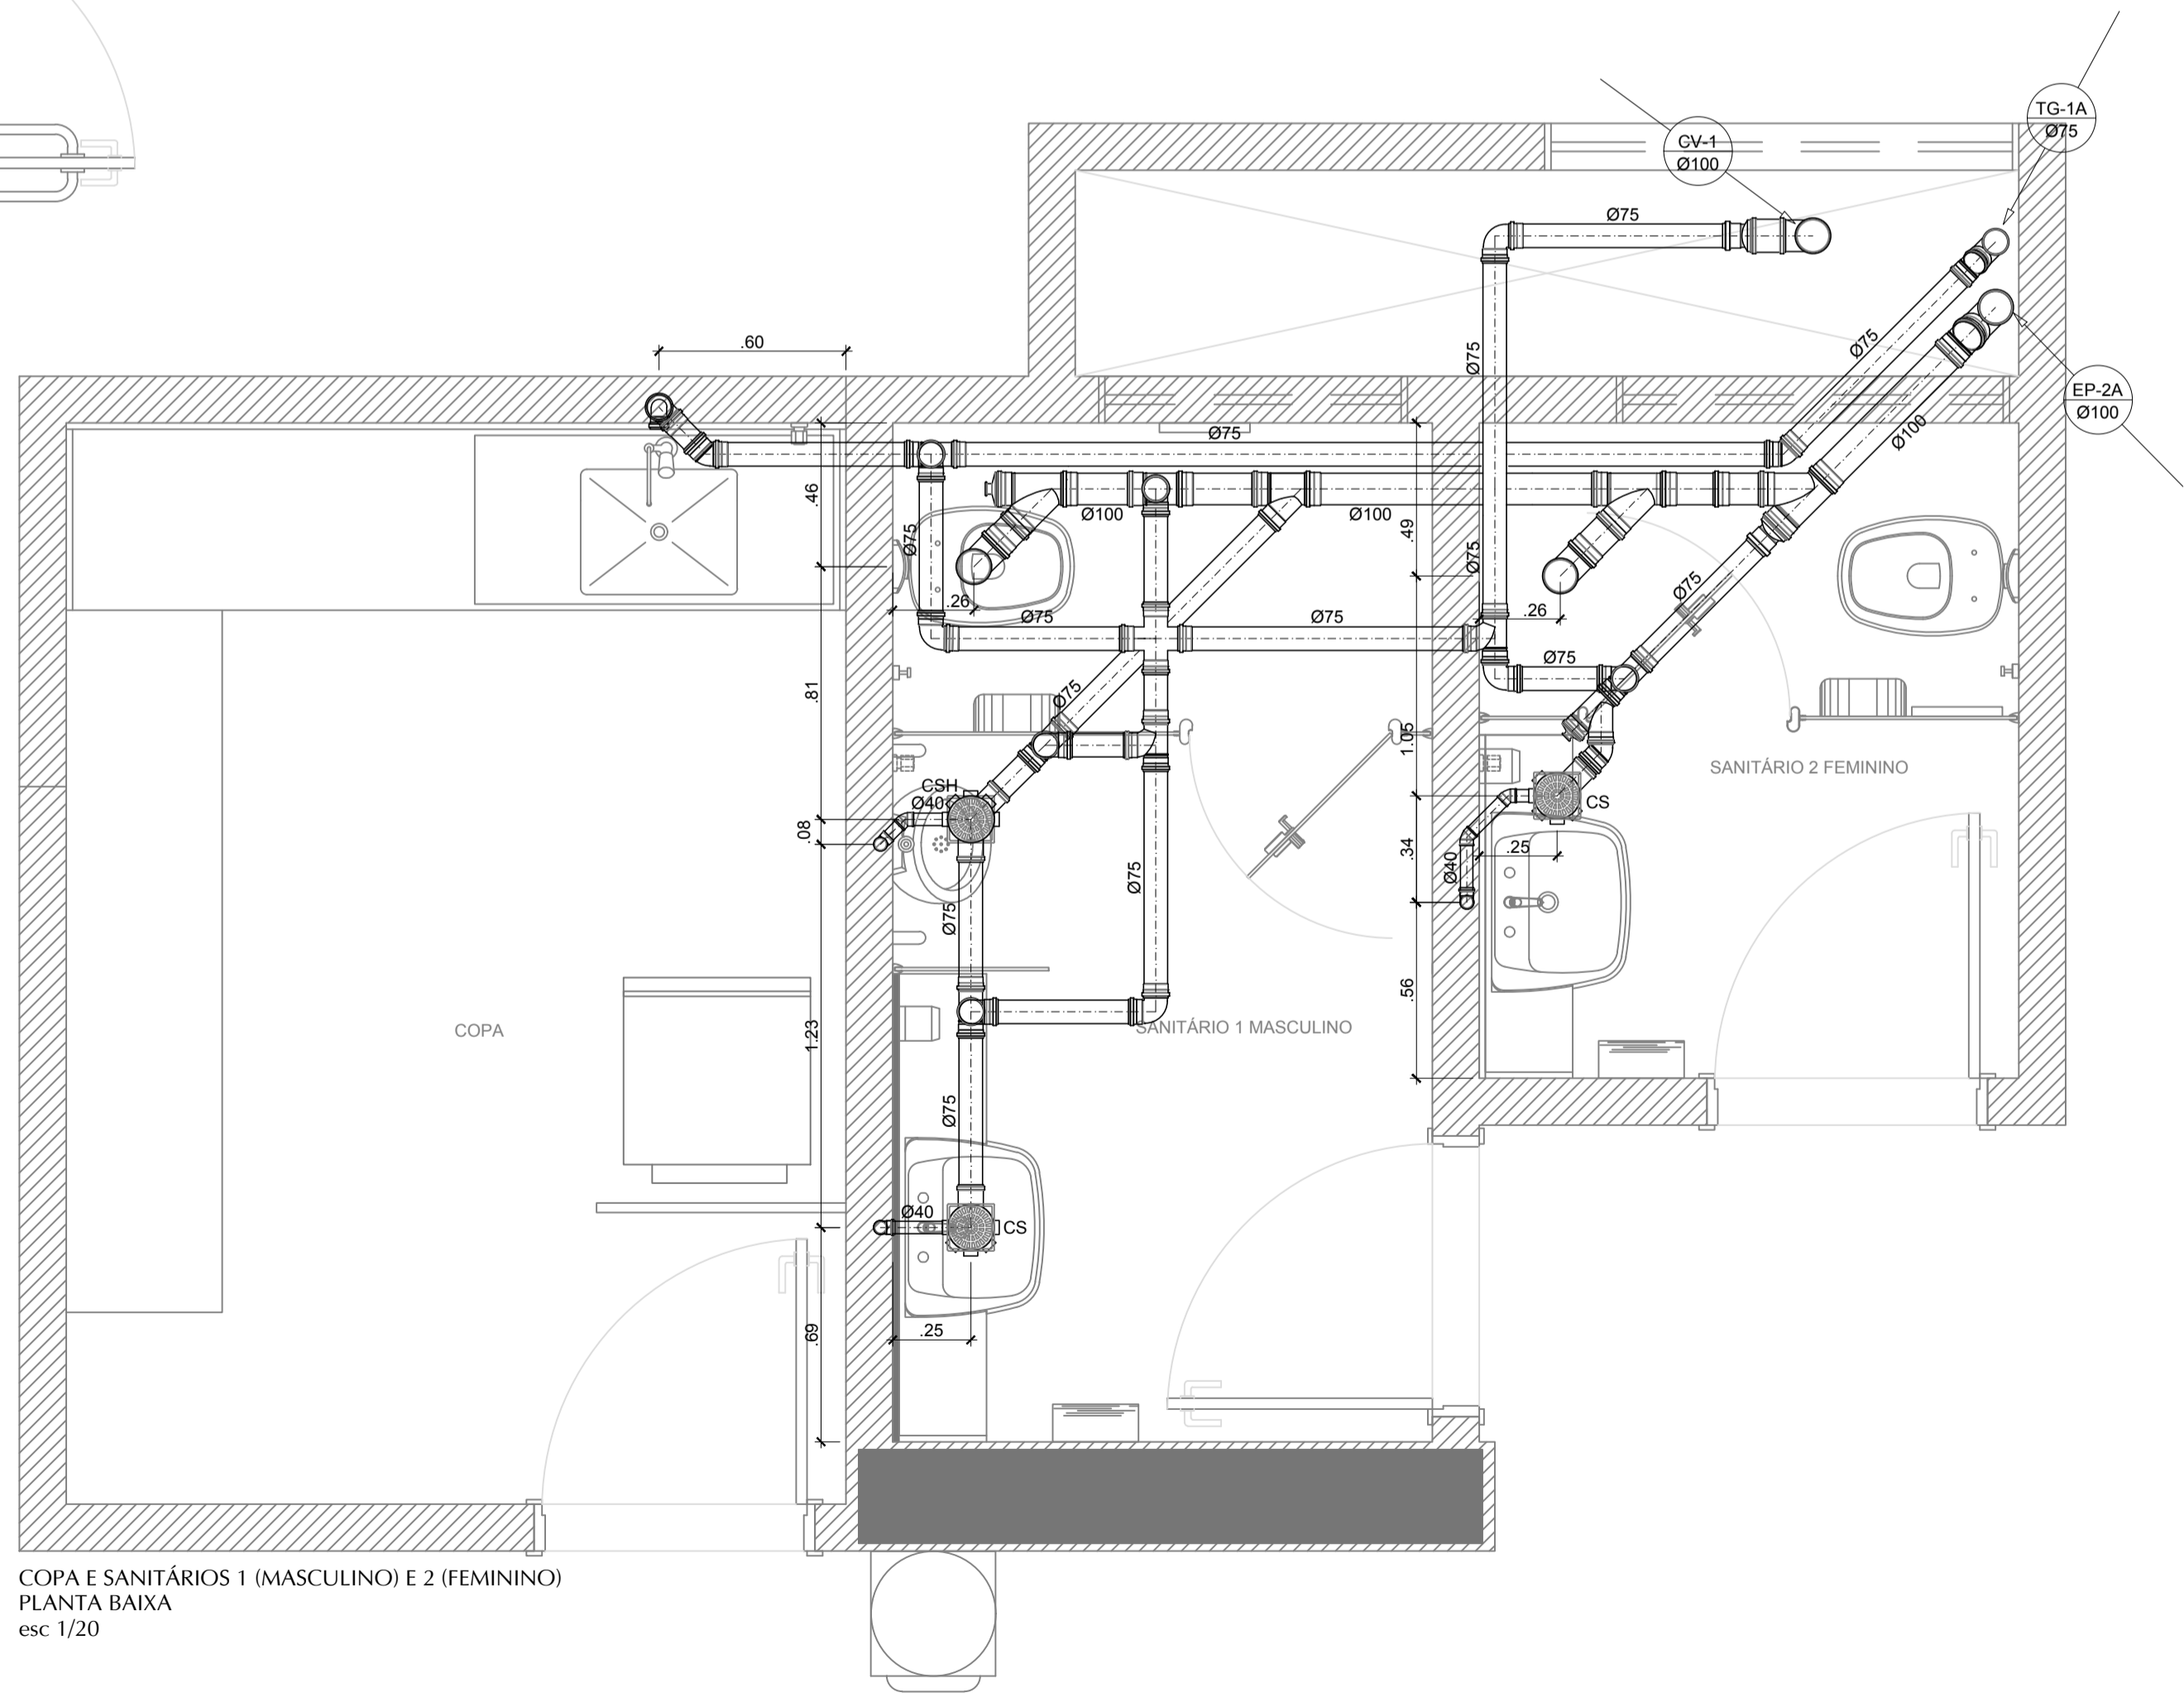 TG-1A
Ø75
CV-1
Ø100
Ø75
Ø75
Ø75
.60
EP-2A
Ø100
Ø75
Ø100
.46
Ø100
Ø100
.49
Ø75
Ø75
.26
Ø75
Ø75
.26
Ø75
Ø75
.81
Ø75
1.05
SANITÁRIO 2 FEMININO
CSH
Ø40
CS
.08
.34
.25
Ø40
Ø75
Ø75
.56
COPA
1.23
SANITÁRIO 1 MASCULINO
Ø75
Ø40
CS
.69
.25
COPA E SANITÁRIOS 1 (MASCULINO) E 2 (FEMININO)
PLANTA BAIXA
esc 1/20